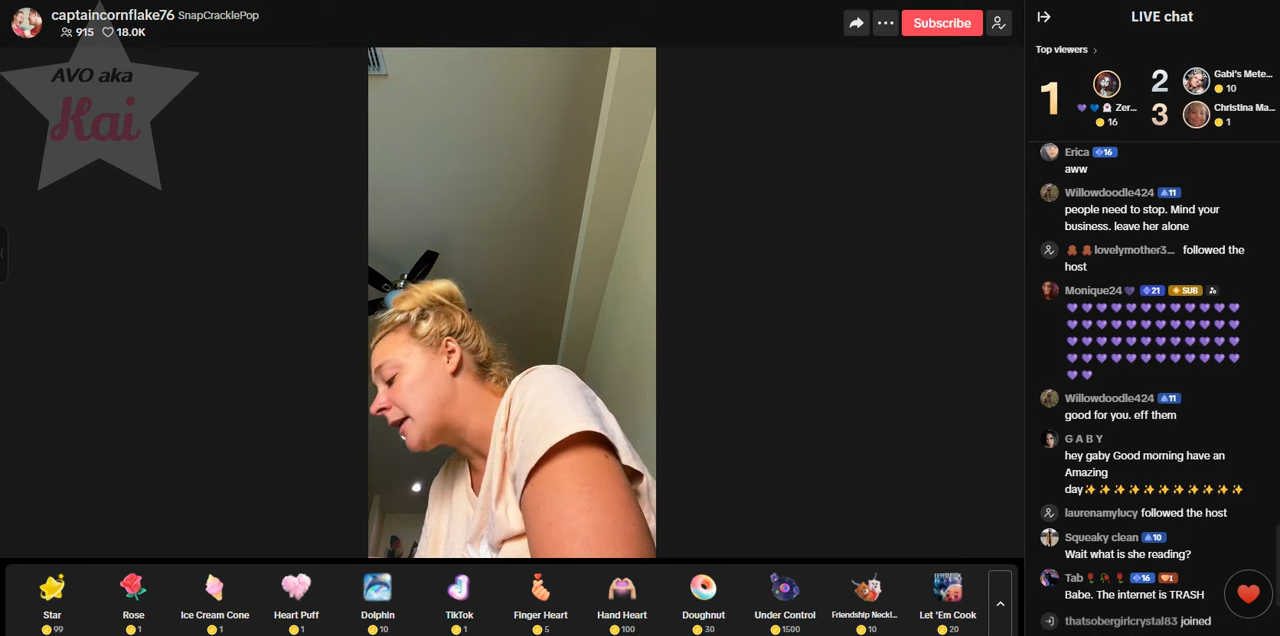 captaincornflake76 SnapCracklePop
915 18.0K
Subscribe
AVO aka
Kai
LIVE chat
Top viewers
1
Zer...
16
2
Gabi's Mete...
10
3
Christina Ma...
1
Erica 16
aww
Willowdoodle424 11
people need to stop. Mind your
business. leave her alone
lovelymother3... followed the
host
Monique24 21 SUB
Willowdoodle424 11
good for you. eff them
G A B Y
hey gaby Good morning have an
Amazing
day
laurenamylucy followed the host
Squeaky clean 10
Wait what is she reading?
Tab 16 I
Babe. The internet is TRASH
thatsobergirlcrystal83 joined
Star
99
Rose
1
Ice Cream Cone
1
Heart Puff
1
Dolphin
10
TikTok
1
Finger Heart
5
Hand Heart
100
Doughnut
30
Under Control
1500
Friendship Neckl...
10
Let 'Em Cook
20